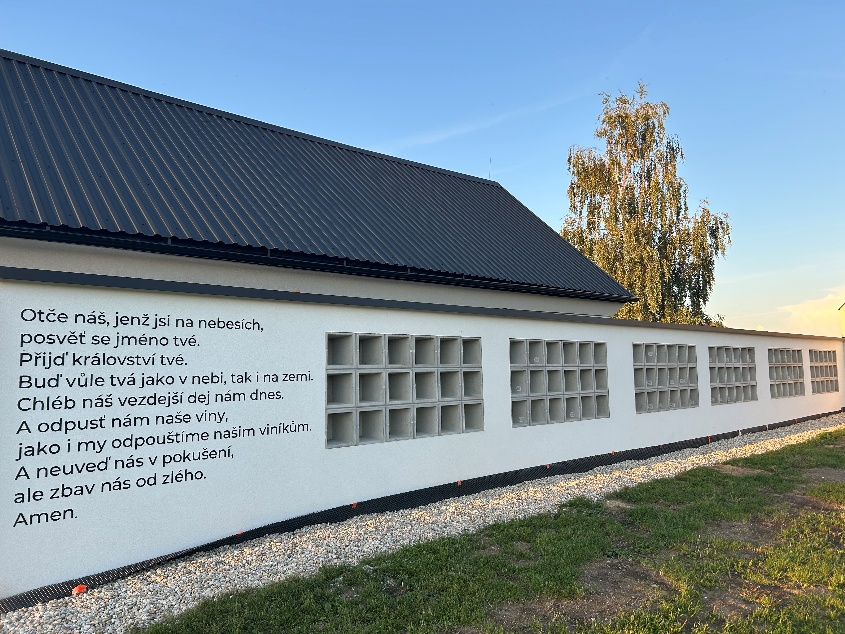 Otče náš, jenž jsi na nebesích,
posvěť se jméno tvé.
Přijď království tvé.
Buď vůle tvá jako v nebi, tak i na zemi.
Chléb náš vezdejší dej nám dnes.
A odpusť nám naše viny,
jako i my odpouštíme našim viníkům.
A neuveď nás v pokušení,
ale zbav nás od zlého.
Amen.